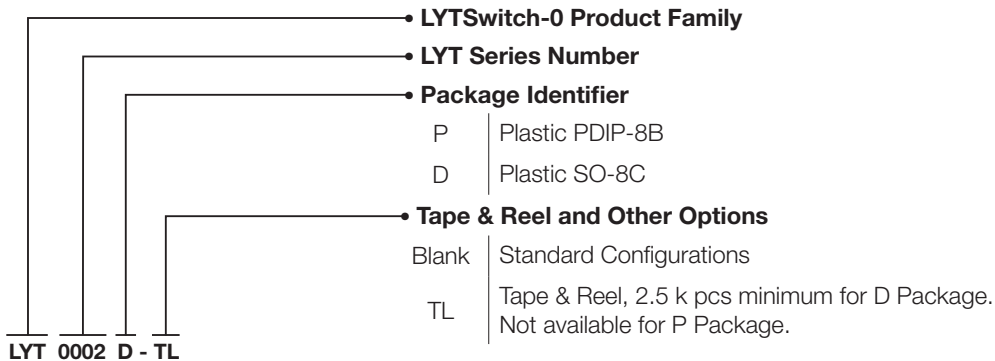 LYTSwitch-0 Product Family
LYT Series Number
Package Identifier
P Plastic PDIP-8B
D Plastic SO-8C
Tape & Reel and Other Options
Blank Standard Configurations
TL Tape & Reel, 2.5 k pcs minimum for D Package.
Not available for P Package.
LYT 0002 D - TL